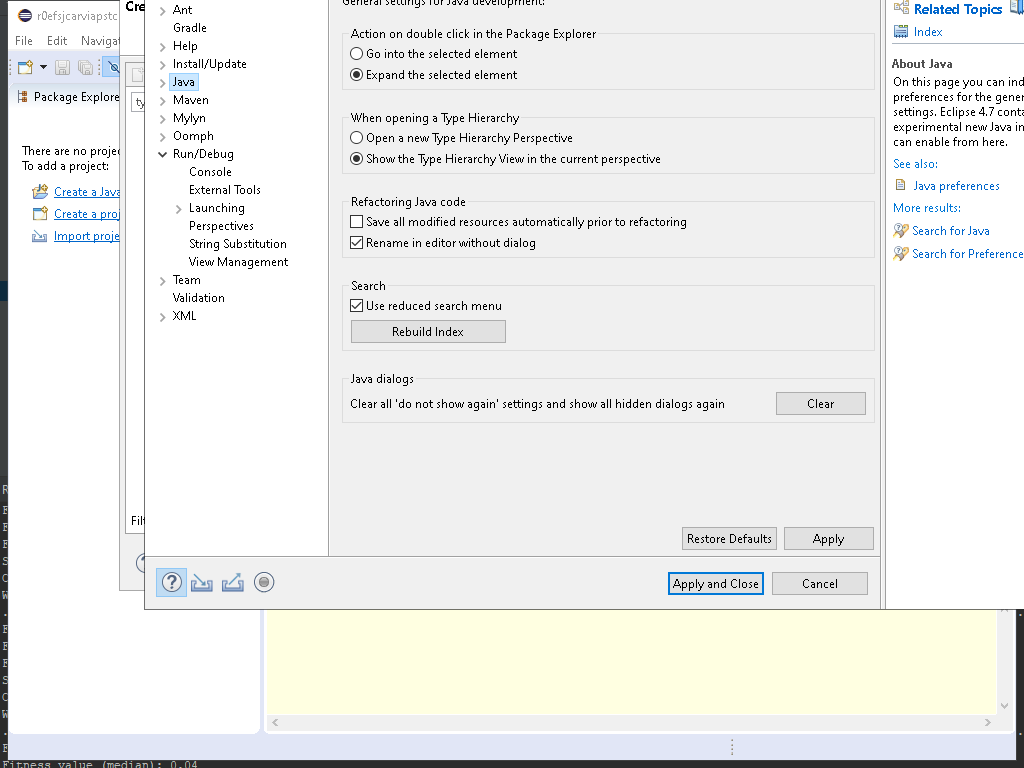 r0efsjcarviapstc
File Edit Navigat
Package Explore
There are no projec
To add a project:
Create a Java
Create a proj
Import proje
Cre
ty
Filt
Ant
Gradle
Help
Install/Update
Java
Maven
Mylyn
Oomph
Run/Debug
Console
External Tools
Launching
Perspectives
String Substitution
View Management
Team
Validation
XML
General settings for Java development:
Action on double click in the Package Explorer
Go into the selected element
Expand the selected element
When opening a Type Hierarchy
Open a new Type Hierarchy Perspective
Show the Type Hierarchy View in the current perspective
Refactoring Java code
Save all modified resources automatically prior to refactoring
Rename in editor without dialog
Search
Use reduced search menu
Rebuild Index
Java dialogs
Clear all 'do not show again' settings and show all hidden dialogs again
Clear
Restore Defaults
Apply
Apply and Close
Cancel
Related Topics
Index
About Java
On this page you can ind
preferences for the gener
settings. Eclipse 4.7 conta
experimental new Java in
can enable from here.
See also:
Java preferences
More results:
Search for Java
Search for Preference
Fitness value (median): 0.04